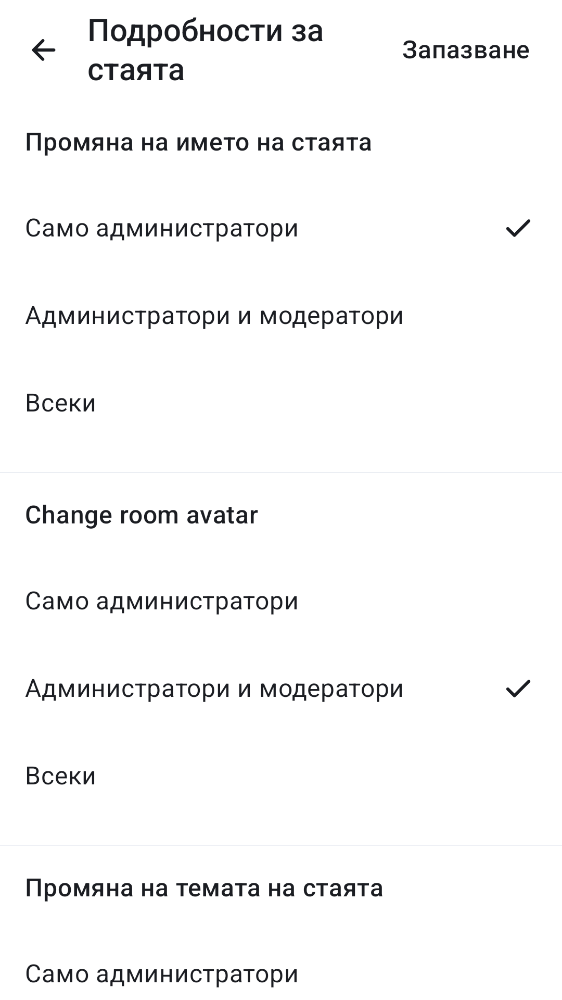 Подробности за
стаята
Запазване
Промяна на името на стаята
Само администратори
Администратори и модератори
Всеки
Change room avatar
Само администратори
Администратори и модератори
Всеки
Промяна на темата на стаята
Само администратори